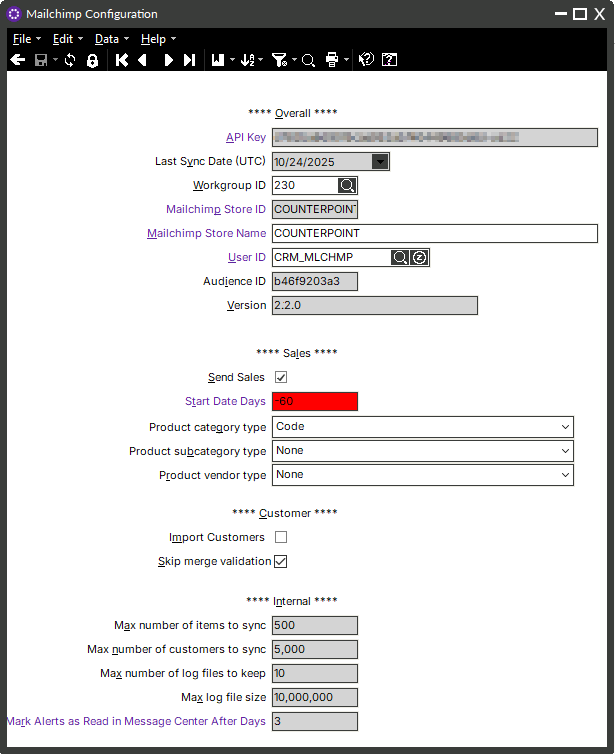 Mailchimp Configuration
File Edit Data Help
**** Overall ****
API Key
Last Sync Date (UTC) 10/24/2025
Workgroup ID 230
Mailchimp Store ID COUNTERPOINT
Mailchimp Store Name COUNTERPOINT
User ID CRM_MLCHMP
Audience ID b46f9203a3
Version 2.2.0
**** Sales ****
Send Sales
Start Date Days -60
Product category type Code
Product subcategory type None
Product vendor type None
**** Customer ****
Import Customers
Skip merge validation
**** Internal ****
Max number of items to sync 500
Max number of customers to sync 5,000
Max number of log files to keep 10
Max log file size 10,000,000
Mark Alerts as Read in Message Center After Days 3